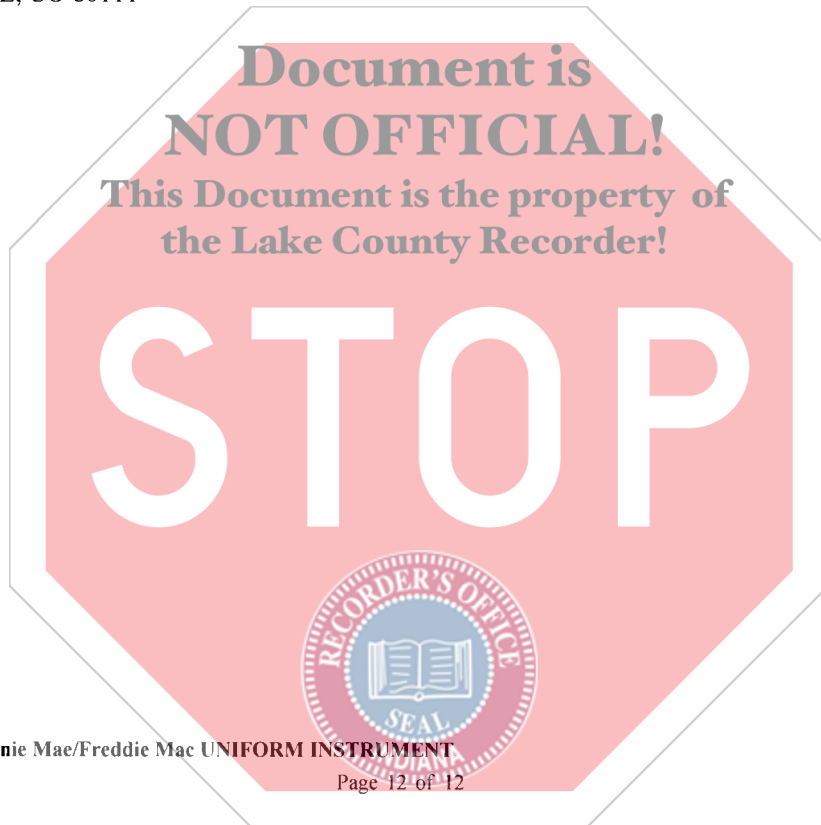 Document is
NOT OFFICIAL!
This Document is the property of
the Lake County Recorder!
STOP
RECORDER'S OFFICE
SEAL
INDIANA
nie Mae/Freddie Mac UNIFORM INSTRUMENT
Page 12 of 12